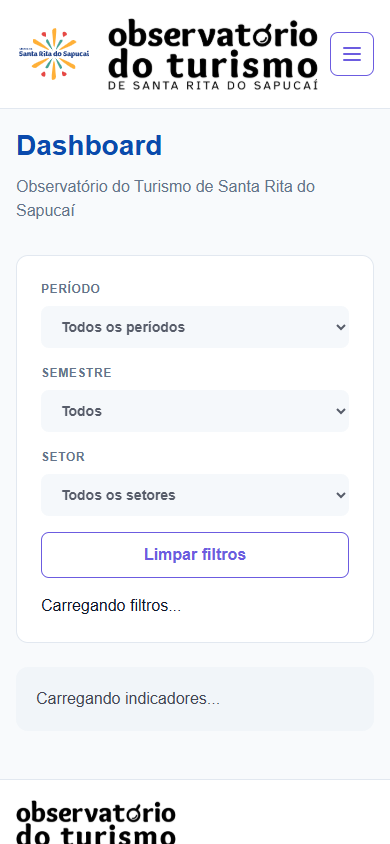 Santa Rita do Sapucaí
observatório
do turismo
DE SANTA RITA DO SAPUCAÍ
Dashboard
Observatório do Turismo de Santa Rita do
Sapucaí
PERÍODO
Todos os períodos
SEMESTRE
Todos
SETOR
Todos os setores
Limpar filtros
Carregando filtros...
Carregando indicadores...
observatório
do turismo